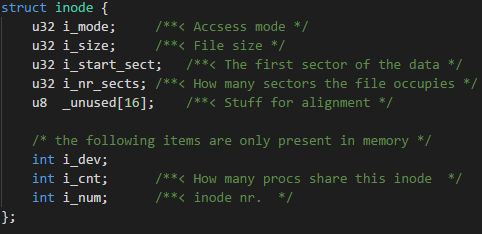 struct inode {
u32 i_mode; /**< Accsess mode */
u32 i_size; /**< File size */
u32 i_start_sect; /**< The first sector of the data */
u32 i_nr_sects; /**< How many sectors the file occupies */
u8 _unused[16]; /**< Stuff for alignment */
/* the following items are only present in memory */
int i_dev;
int i_cnt; /**< How many procs share this inode */
int i_num; /**< inode nr. */
};